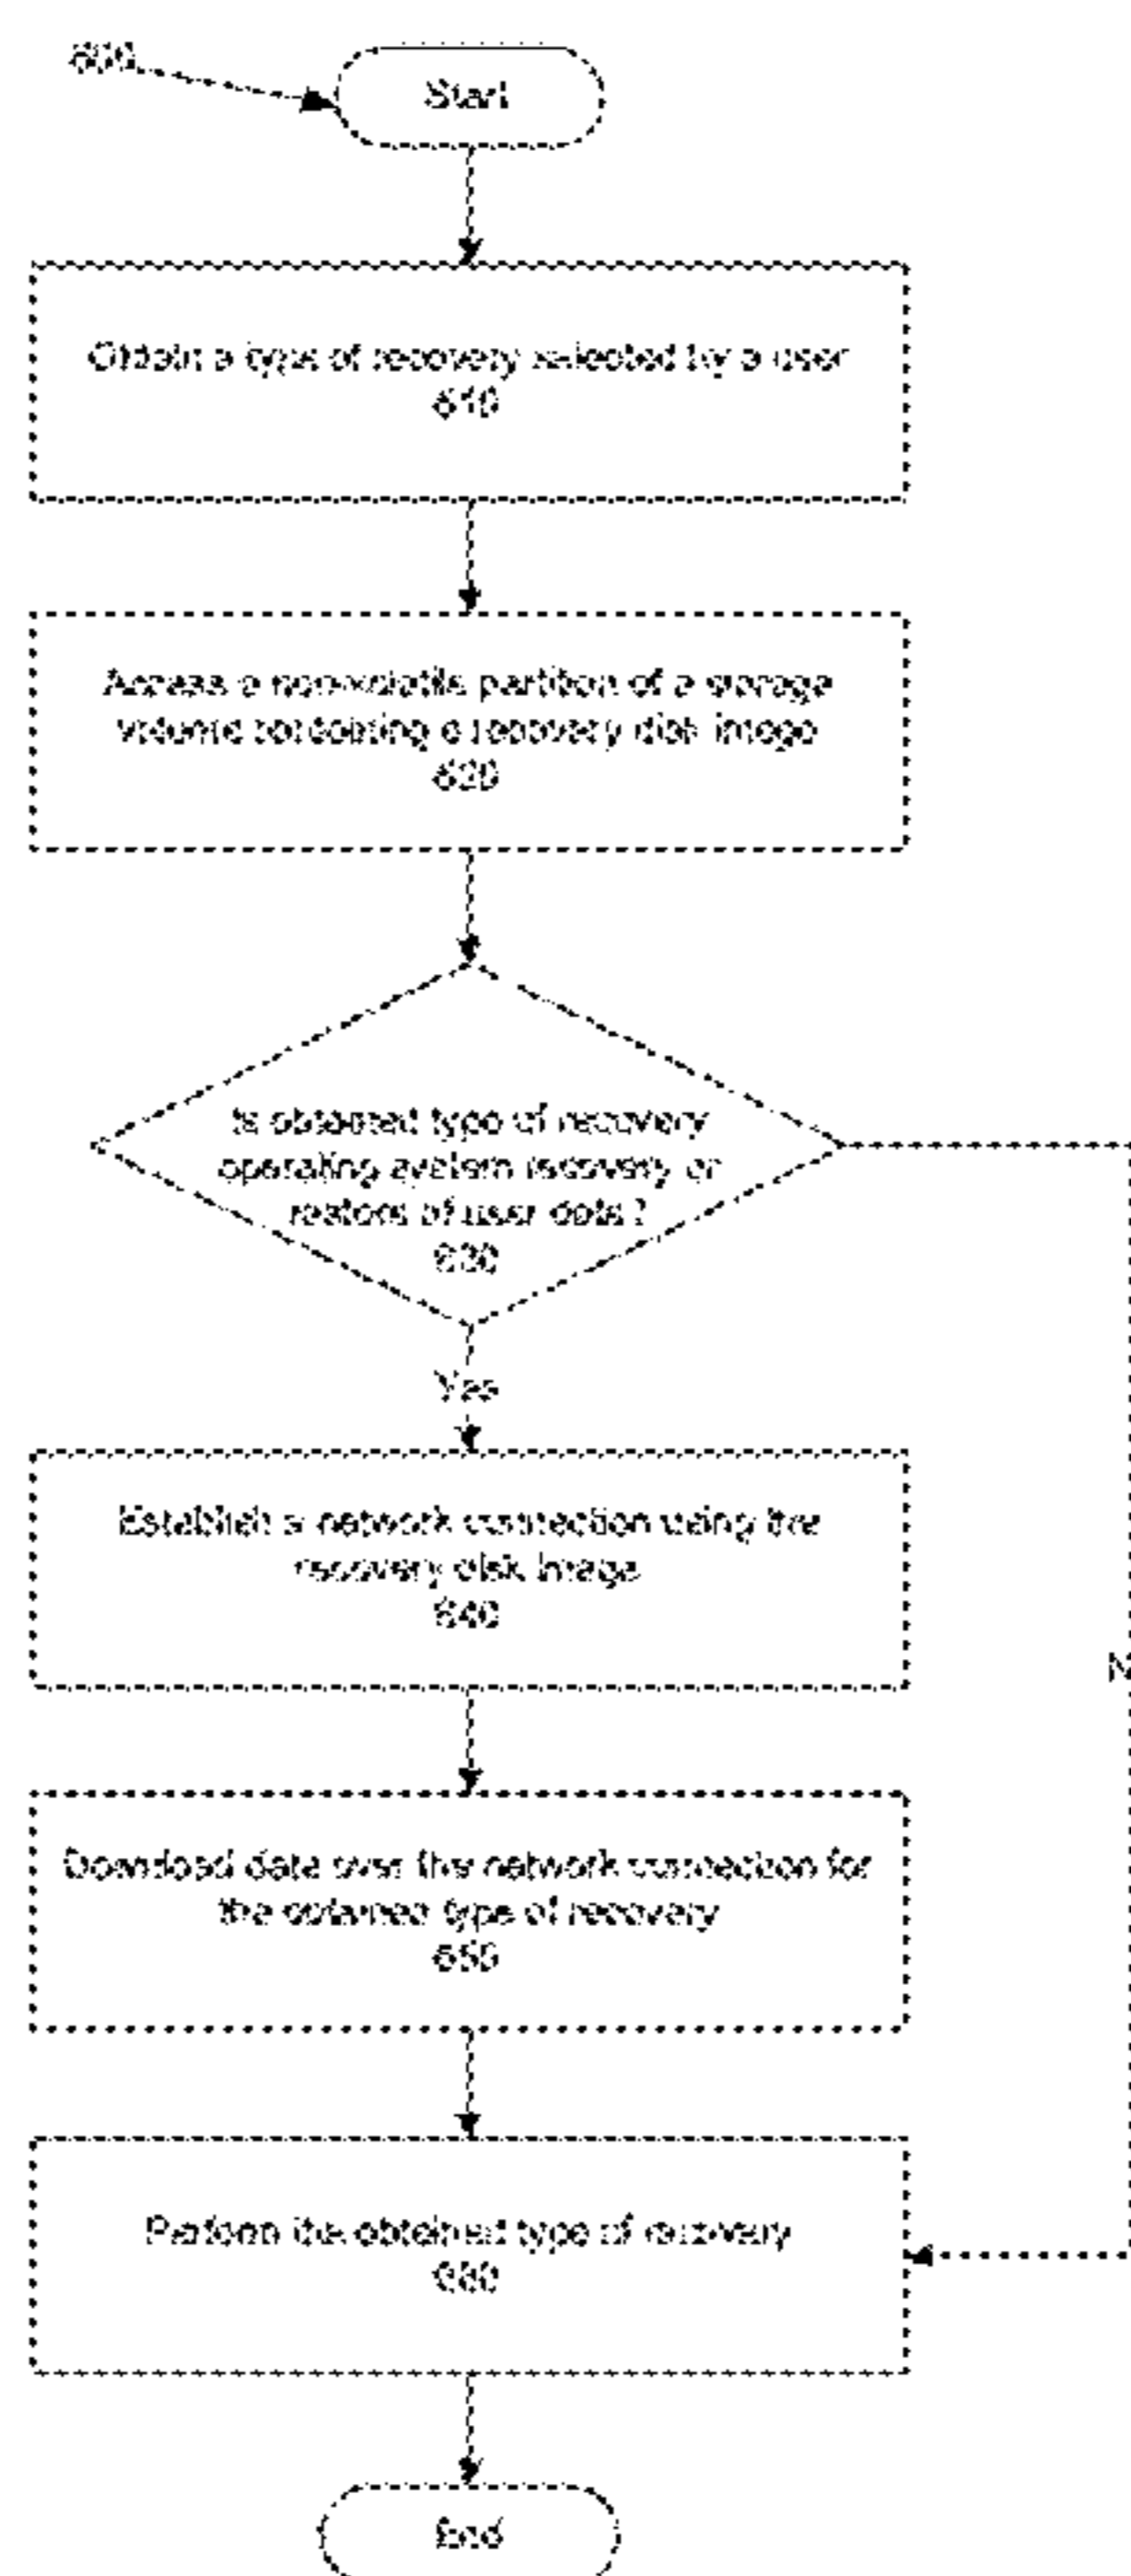 600
Start
Obtain a type of recovery selected by a user
610
Access a non-volatile partition of a storage
volume containing a recovery disk image
620
Is obtained type of recovery
operating system recovery or
restore of user data?
630
Yes
Establish a network connection using the
recovery disk image
640
N
Download data over the network connection for
the obtained type of recovery
650
Perform the obtained type of recovery
660
End